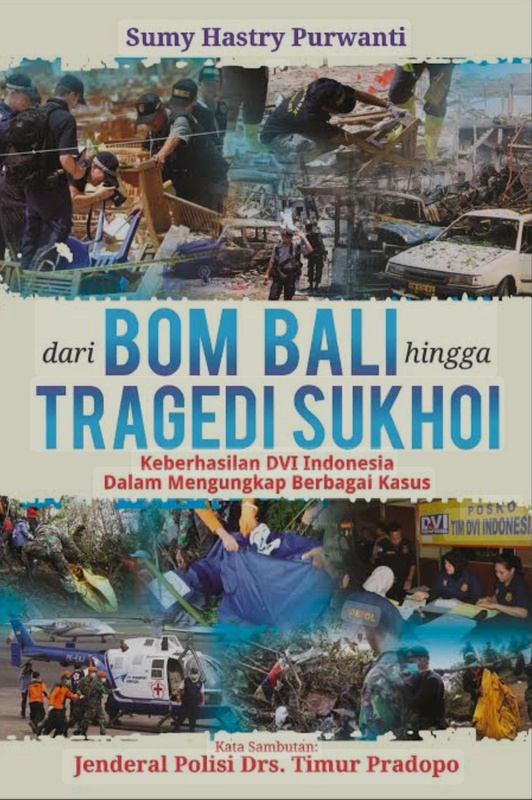 Sumy Hastry Purwanti
dari BOM BALI hingga
TRAGEDI SUKHOI
Keberhasilan DVI Indonesia
Dalam Mengungkap Berbagai Kasus
POSKO
DVI TIM DVI INDONESIA
Kata Sambutan:
Jenderal Polisi Drs. Timur Pradopo